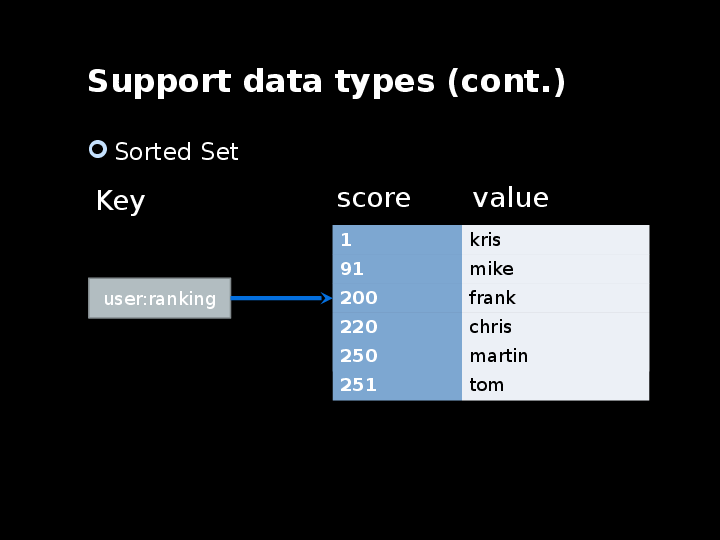 Support data types (cont.)
Sorted Set
Key score value
1 kris
91 mike
user:ranking 200 frank
220 chris
250 martin
251 tom